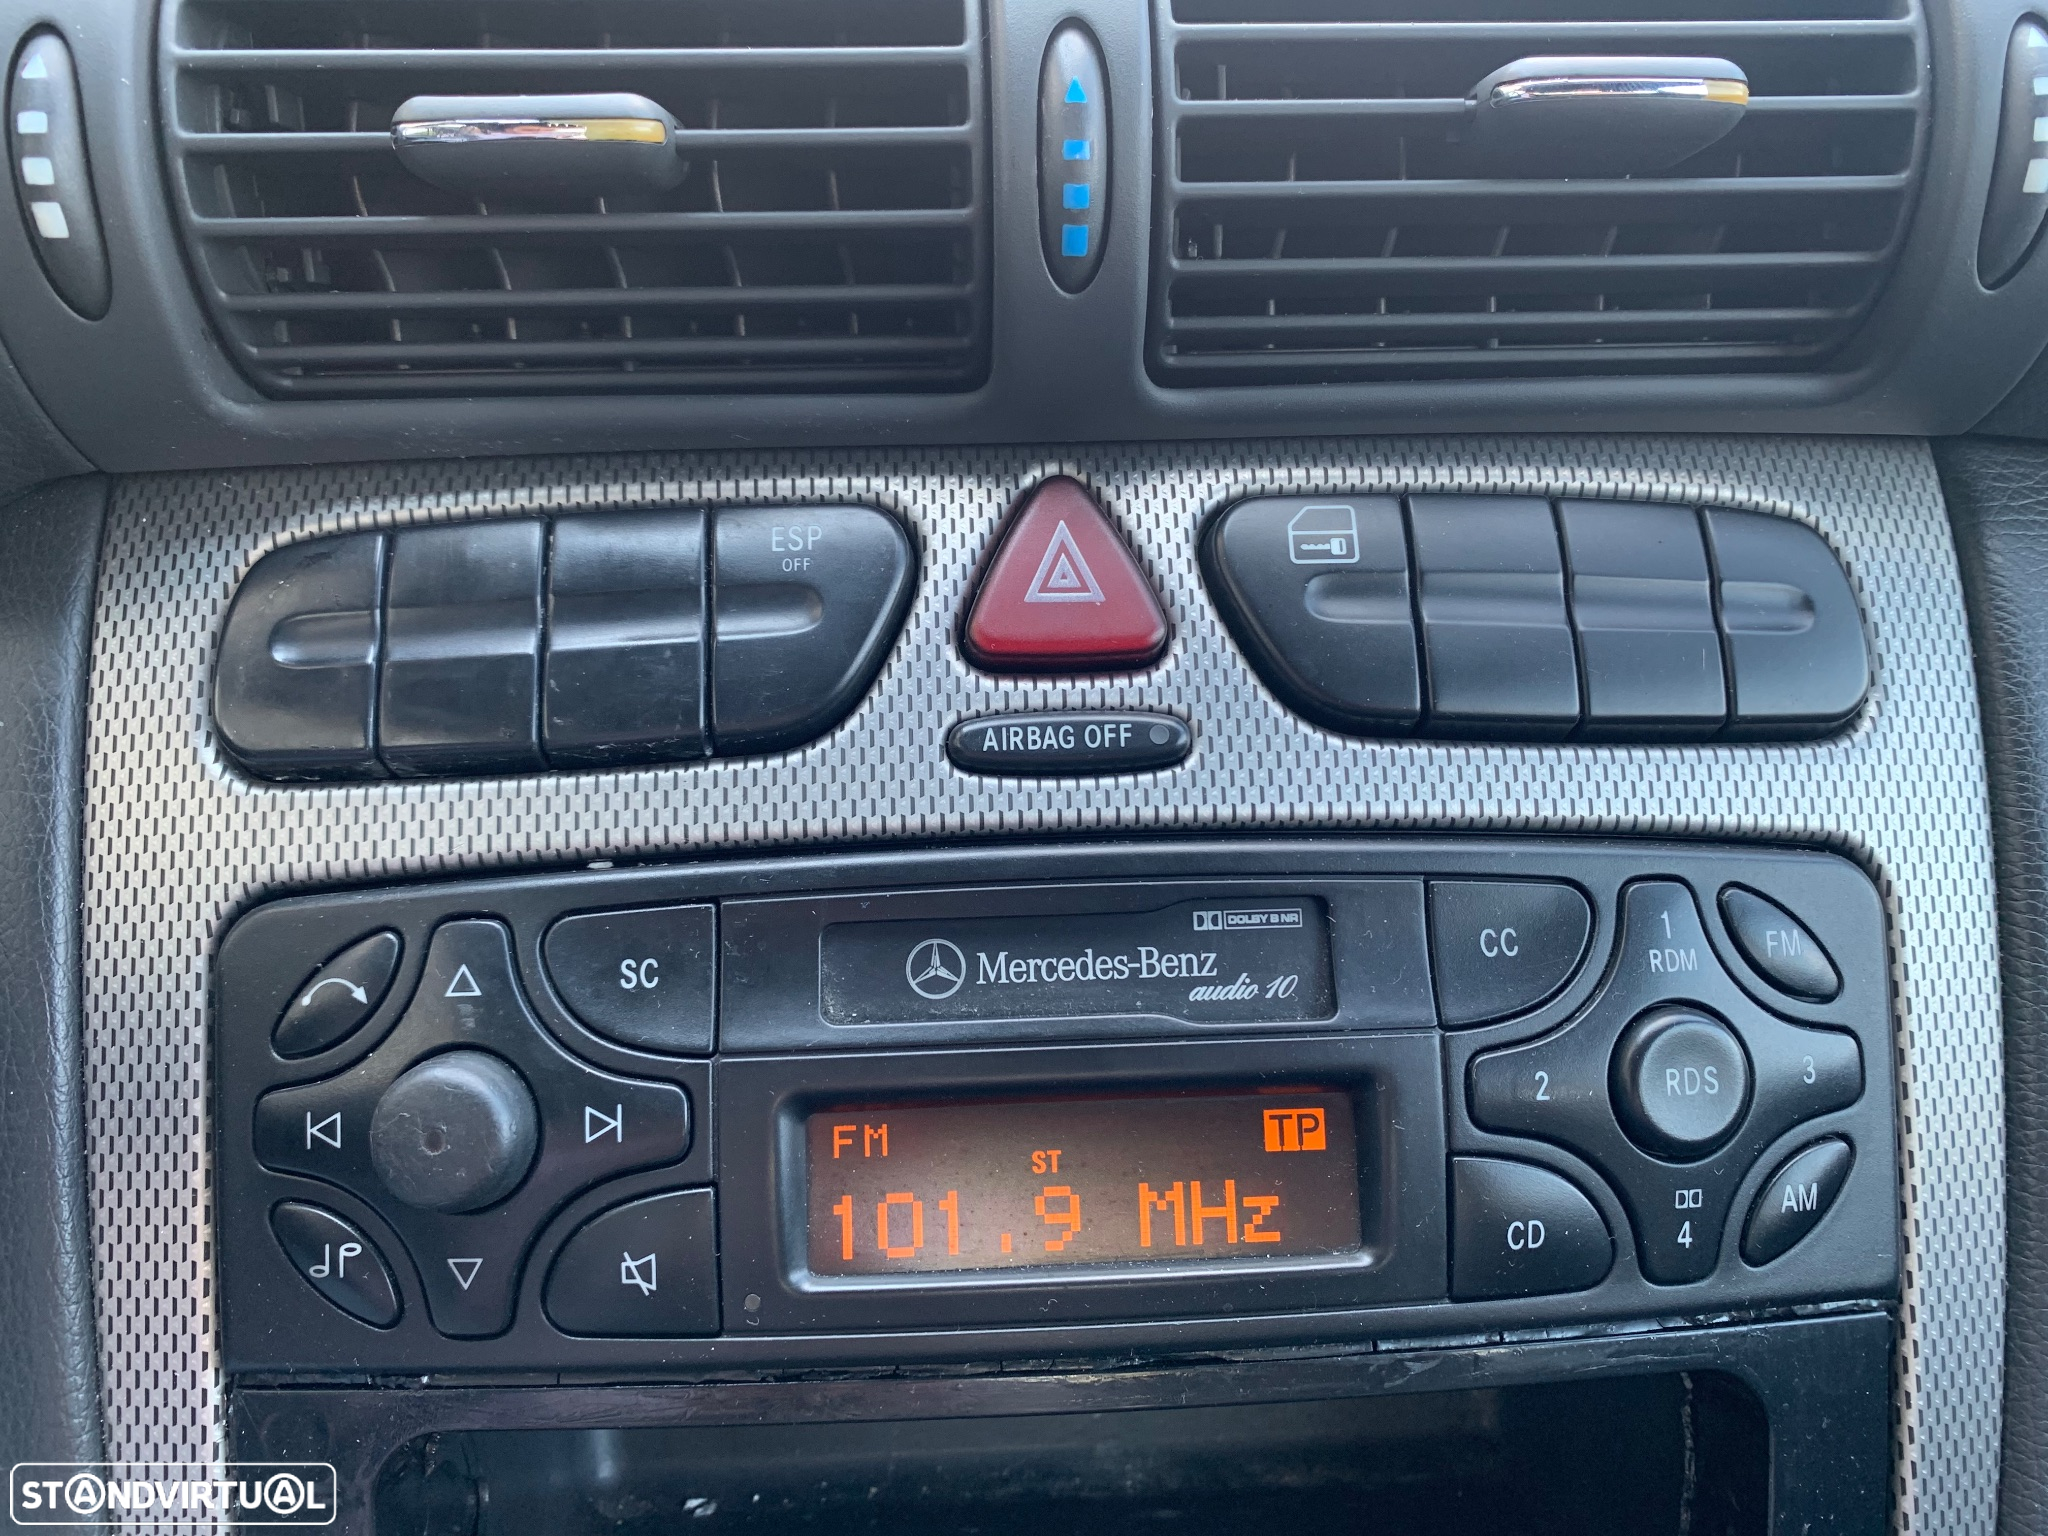 ESP
OFF
AIRBAG OFF
SC
DOLBY B NR
Mercedes-Benz
audio 10
CC
1
RDM
FM
2
RDS
3
FM
TP
ST
101.9 MHz
CD
4
AM
STANDVIRTUAL